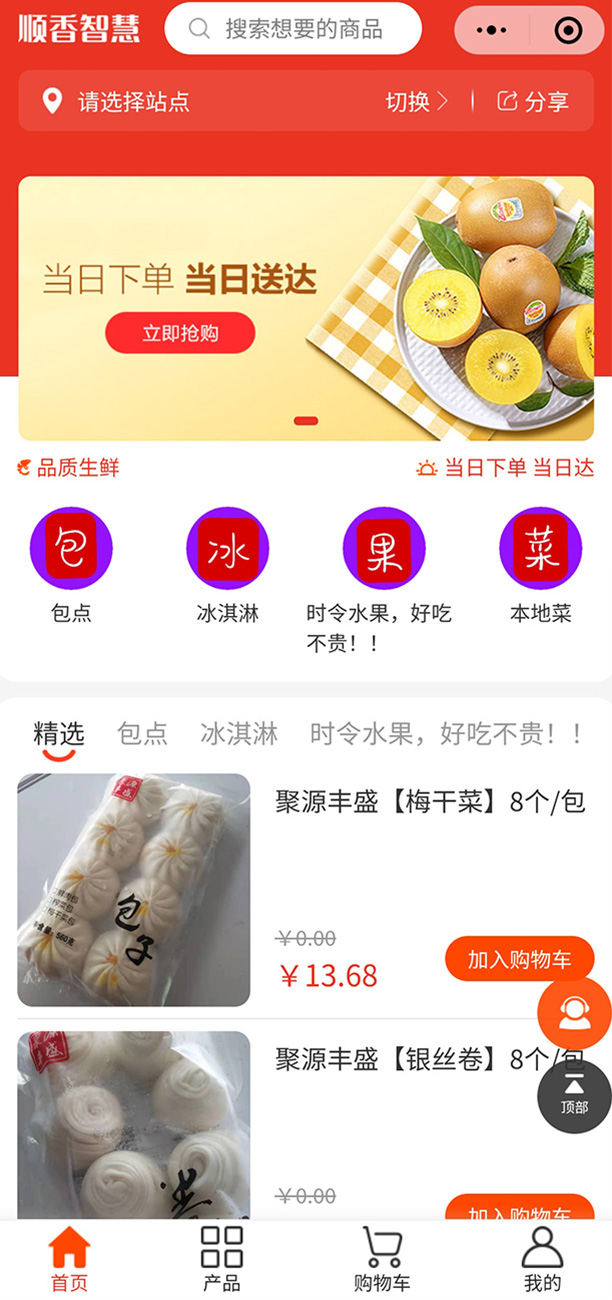 顺香智慧
搜索想要的商品
请选择站点
切换
分享
当日下单 当日送达
立即抢购
品质生鲜
当日下单 当日达
包
冰
果
菜
包点
冰淇淋
时令水果，好吃
不贵！！
本地菜
精选
包点
冰淇淋
时令水果，好吃不贵！！
聚源丰盛【梅干菜】8个/包
包子
560克
￥0.00
￥13.68
加入购物车
聚源丰盛【银丝卷】8个/包
顶部
￥0.00
加入购物车
首页
产品
购物车
我的